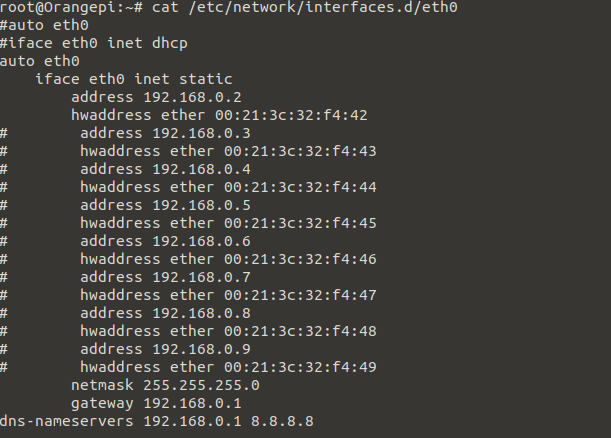 root@Orangepi:~# cat /etc/network/interfaces.d/eth0
#auto eth0
#iface eth0 inet dhcp
auto eth0
    iface eth0 inet static
        address 192.168.0.2
        hwaddress ether 00:21:3c:32:f4:42
#        address 192.168.0.3
#        hwaddress ether 00:21:3c:32:f4:43
#        address 192.168.0.4
#        hwaddress ether 00:21:3c:32:f4:44
#        address 192.168.0.5
#        hwaddress ether 00:21:3c:32:f4:45
#        address 192.168.0.6
#        hwaddress ether 00:21:3c:32:f4:46
#        address 192.168.0.7
#        hwaddress ether 00:21:3c:32:f4:47
#        address 192.168.0.8
#        hwaddress ether 00:21:3c:32:f4:48
#        address 192.168.0.9
#        hwaddress ether 00:21:3c:32:f4:49
        netmask 255.255.255.0
        gateway 192.168.0.1
dns-nameservers 192.168.0.1 8.8.8.8